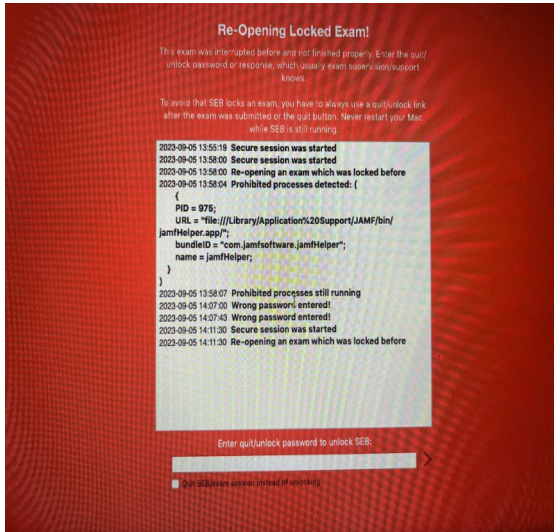 Re-Opening Locked Exam!
This exam was interrupted before and not finished properly. Enter the quit/
unlock password or response, which usually exam supervision/support
knows.
To avoid that SEB locks an exam, you have to always use a quit/unlock link
after the exam was submitted or the quit button. Never restart your Mac
while SEB is still running.
2023-09-05 13:55:19 Secure session was started
2023-09-05 13:58:00 Secure session was started
2023-09-05 13:58:00 Re-opening an exam which was locked before
2023-09-05 13:58:04 Prohibited processes detected: (
{
PID = 975;
URL = "file:///Library/Application%20Support/JAMF/bin/
jamfHelper.app/";
bundleID = "com.jamfsoftware.jamfHelper";
name = jamfHelper;
}
)
2023-09-05 13:58:07 Prohibited processes still running
2023-09-05 14:07:00 Wrong password entered!
2023-09-05 14:07:43 Wrong password entered!
2023-09-05 14:11:30 Secure session was started
2023-09-05 14:11:30 Re-opening an exam which was locked before
Enter quit/unlock password to unlock SEB:
Quit SEB/exam session instead of unlocking